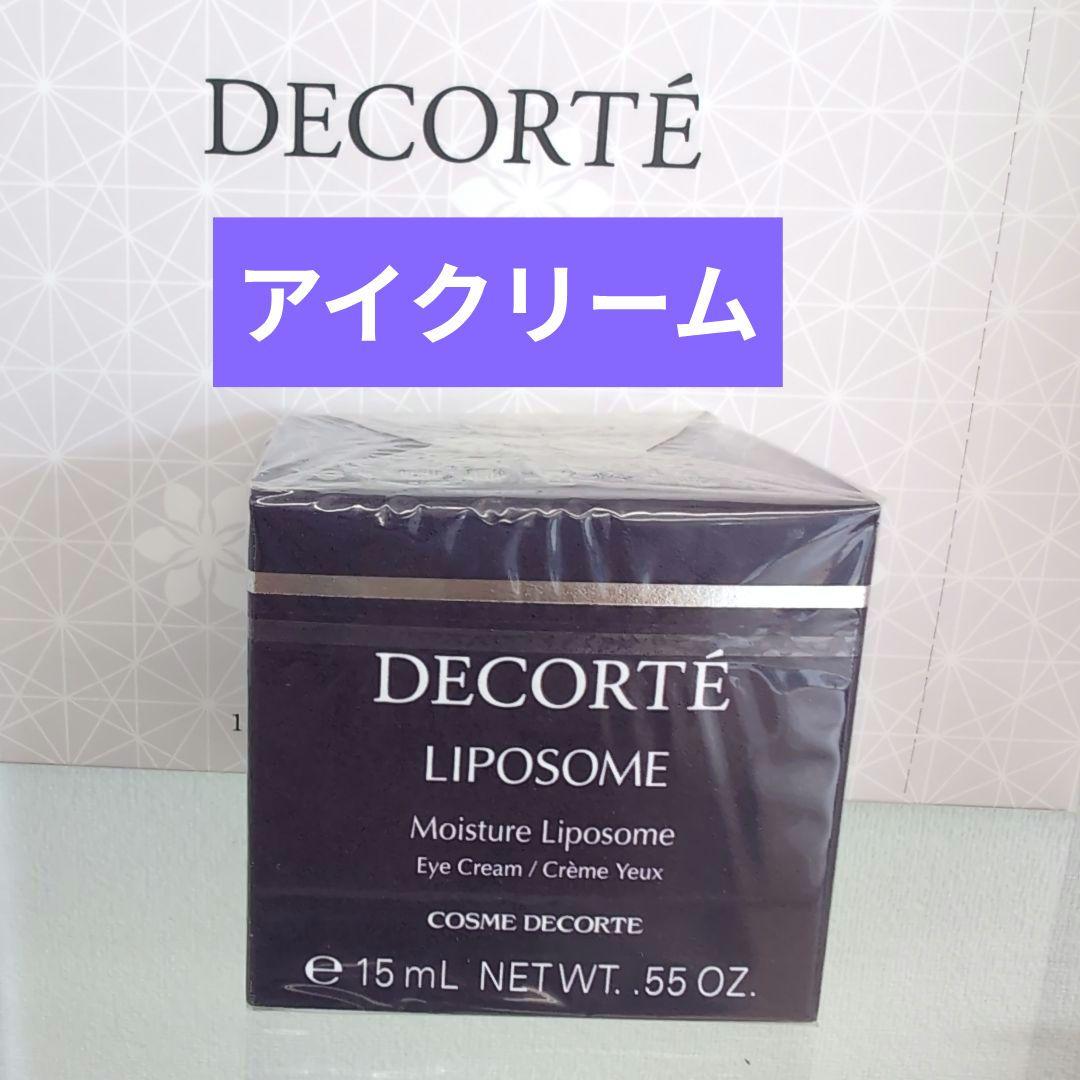 DECORTÉ
アイクリーム
1
DECORTÉ
LIPOSOME
Moisture Liposome
Eye Cream / Crème Yeux
COSME DECORTE
℮ 15 mL NET WT. .55 OZ.